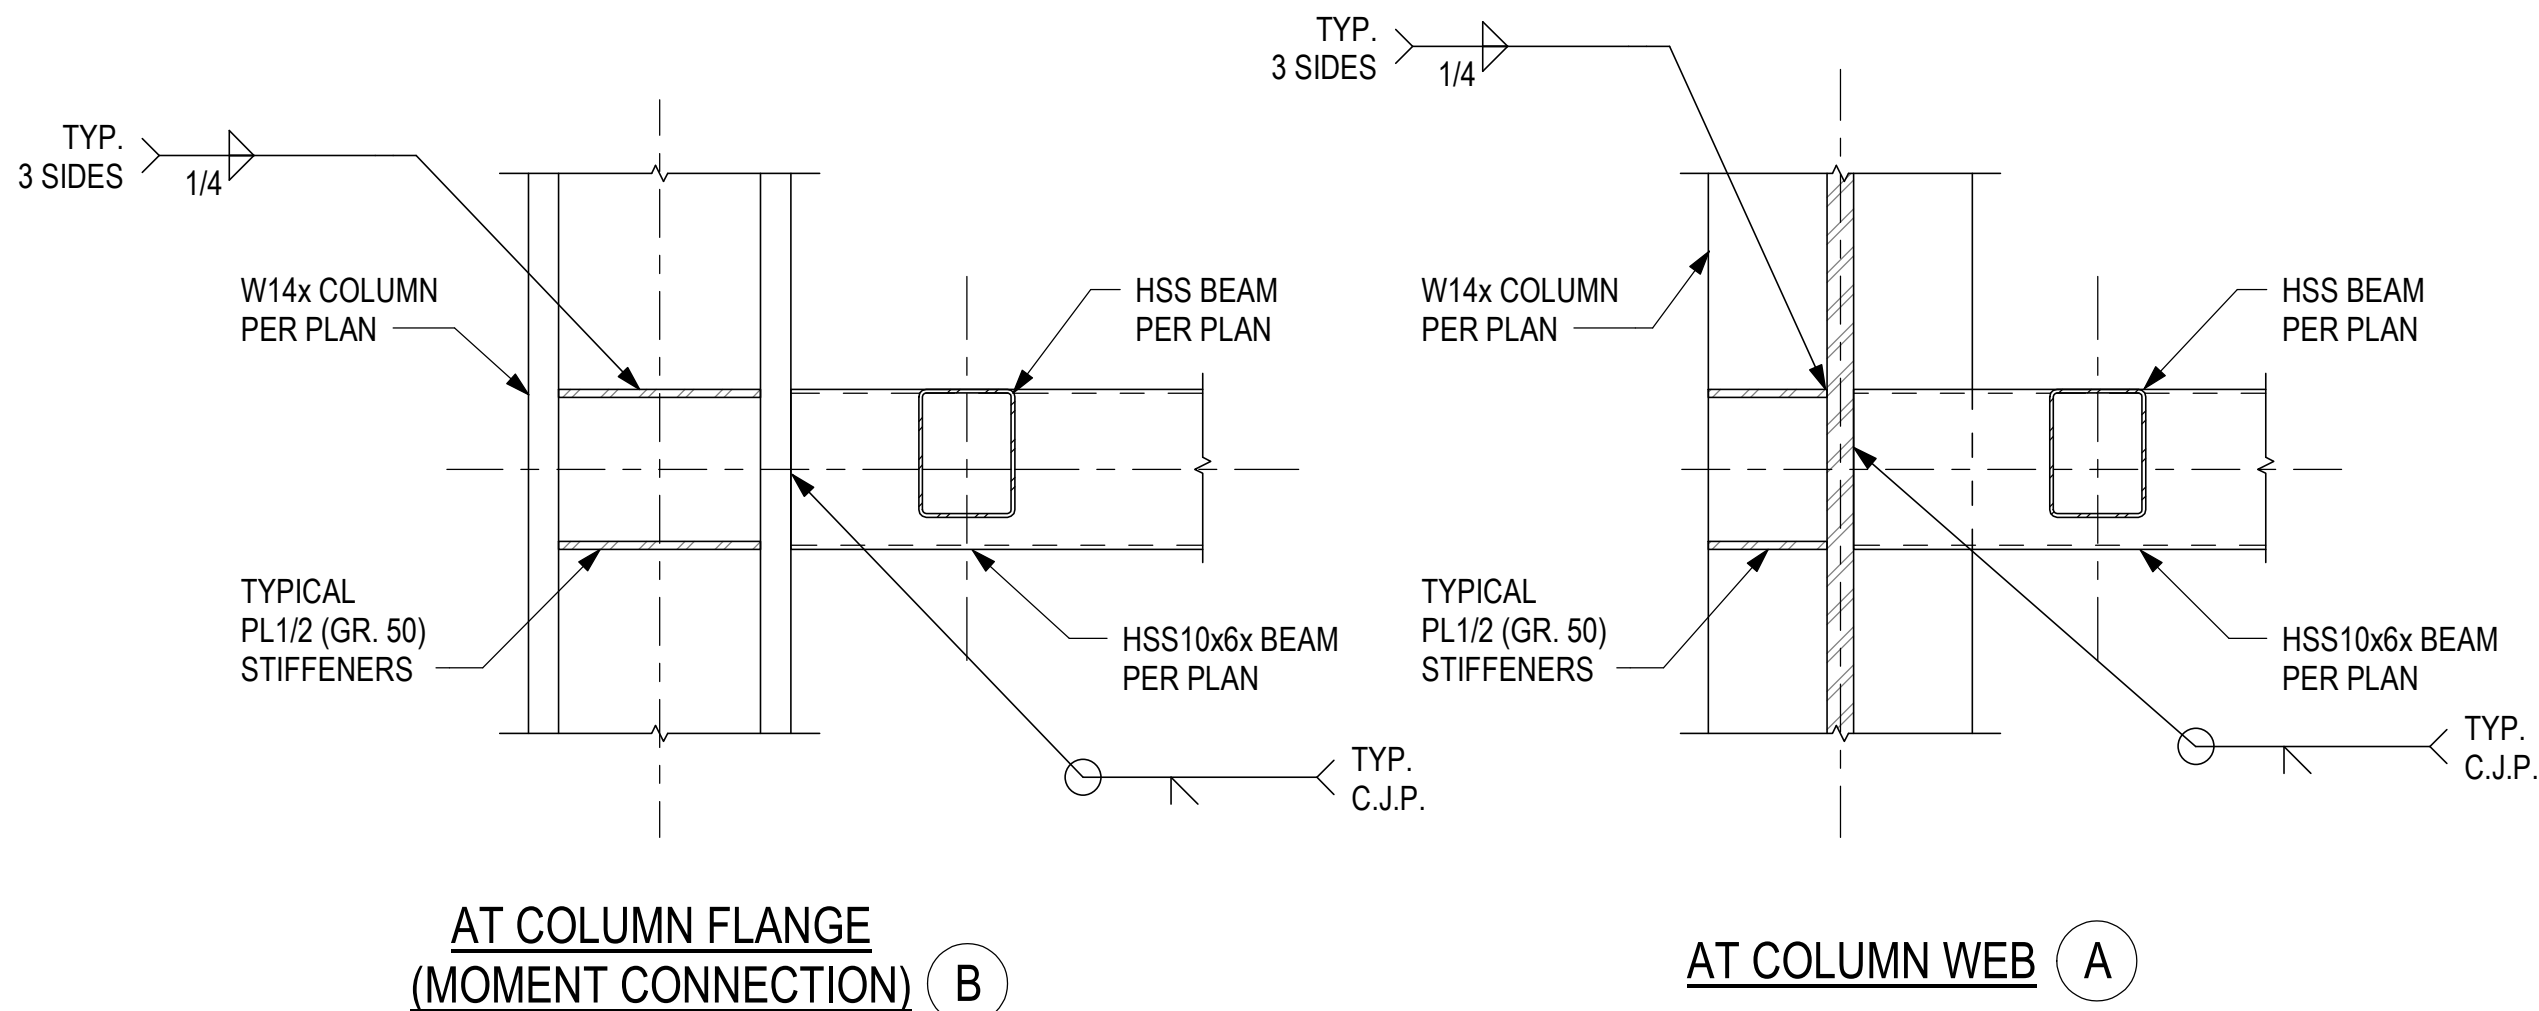 TYP.
3 SIDES
1/4
W14x COLUMN
PER PLAN
HSS BEAM
PER PLAN
TYPICAL
PL1/2 (GR. 50)
STIFFENERS
HSS10x6x BEAM
PER PLAN
TYP.
C.J.P.
AT COLUMN FLANGE
(MOMENT CONNECTION)
B
TYP.
3 SIDES
1/4
W14x COLUMN
PER PLAN
HSS BEAM
PER PLAN
TYPICAL
PL1/2 (GR. 50)
STIFFENERS
HSS10x6x BEAM
PER PLAN
TYP.
C.J.P.
AT COLUMN WEB
A